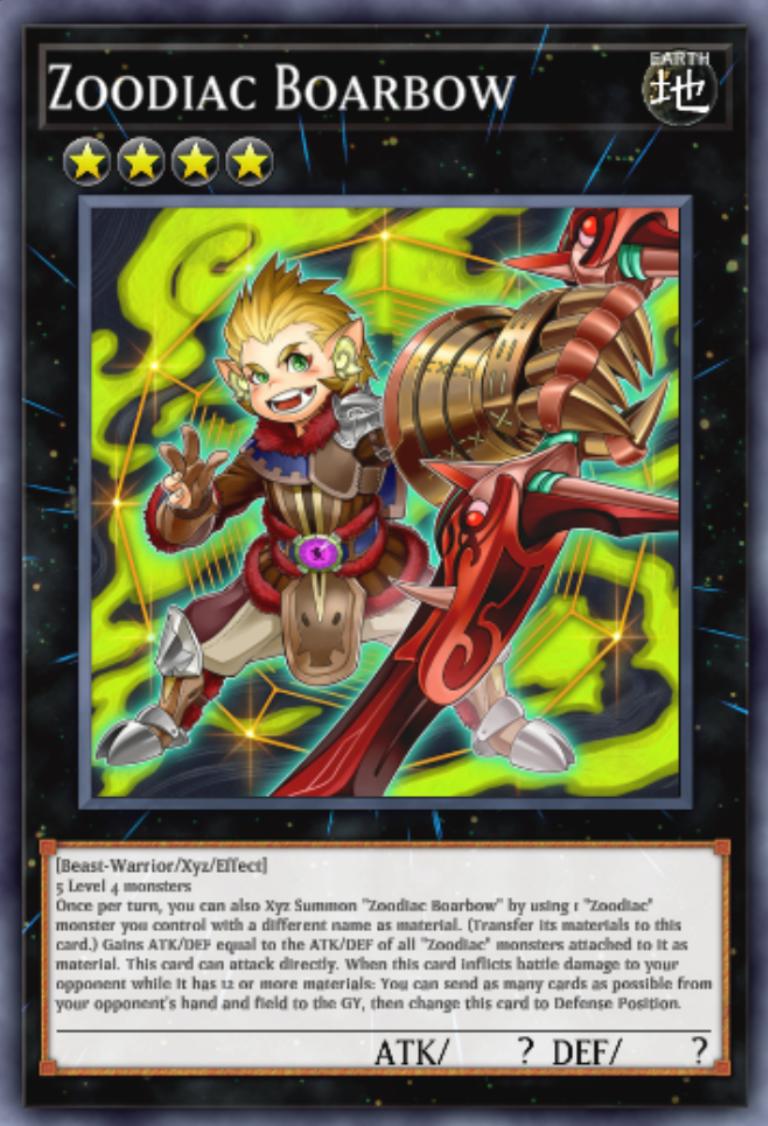 Zoodiac Boarbow
EARTH
地
[Beast-Warrior/Xyz/Effect]
5 Level 4 monsters
Once per turn, you can also Xyz Summon "Zoodiac Boarbow" by using 1 "Zoodiac"
monster you control with a different name as material. (Transfer its materials to this
card.) Gains ATK/DEF equal to the ATK/DEF of all "Zoodiac" monsters attached to it as
material. This card can attack directly. When this card inflicts battle damage to your
opponent while it has 12 or more materials: You can send as many cards as possible from
your opponent's hand and field to the GY, then change this card to Defense Position.
ATK/ ? DEF/ ?